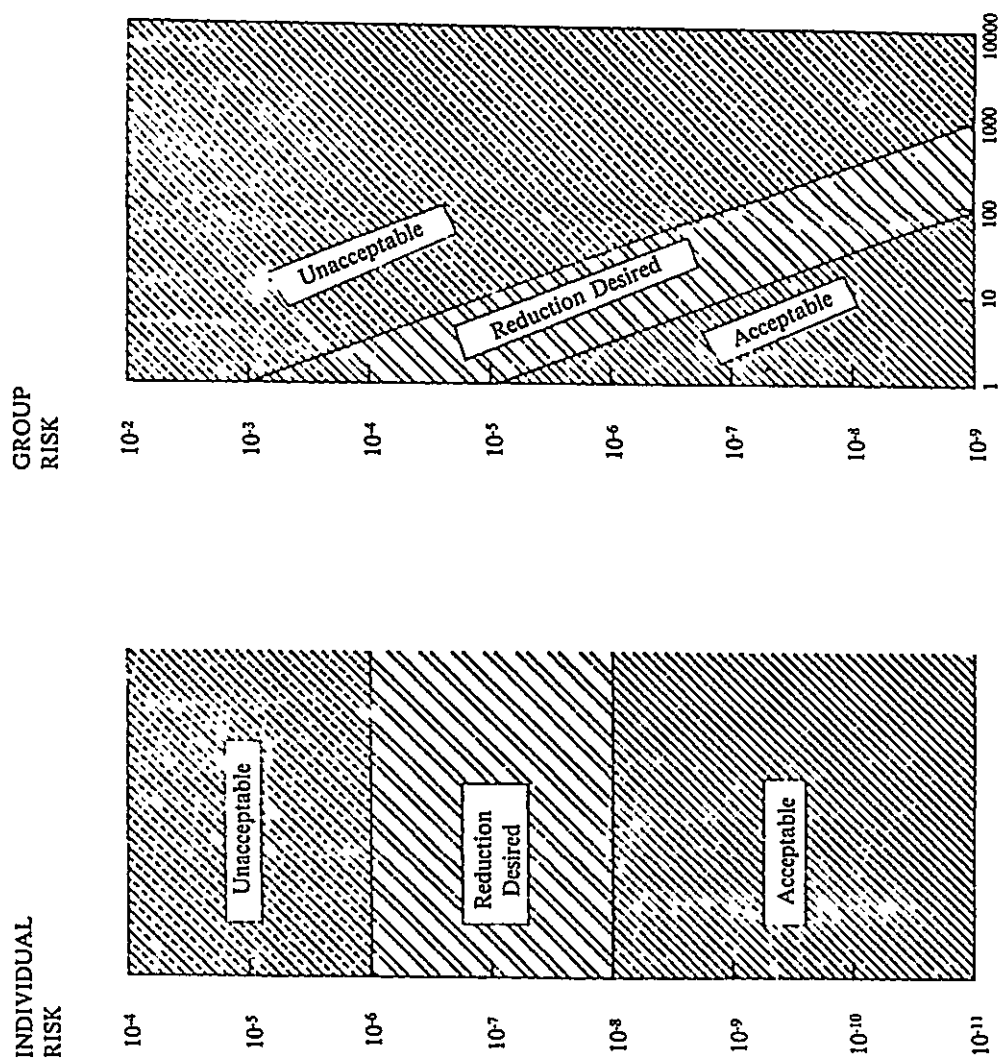 INDIVIDUAL
RISK
10-4
10-5
10-6
10-7
10-8
10-9
10-10
10-11
Unacceptable
Reduction
Desired
Acceptable
GROUP
RISK
10-2
10-3
10-4
10-5
10-6
10-7
10-8
10-9
Unacceptable
Reduction Desired
Acceptable
1
10
100
1000
10000